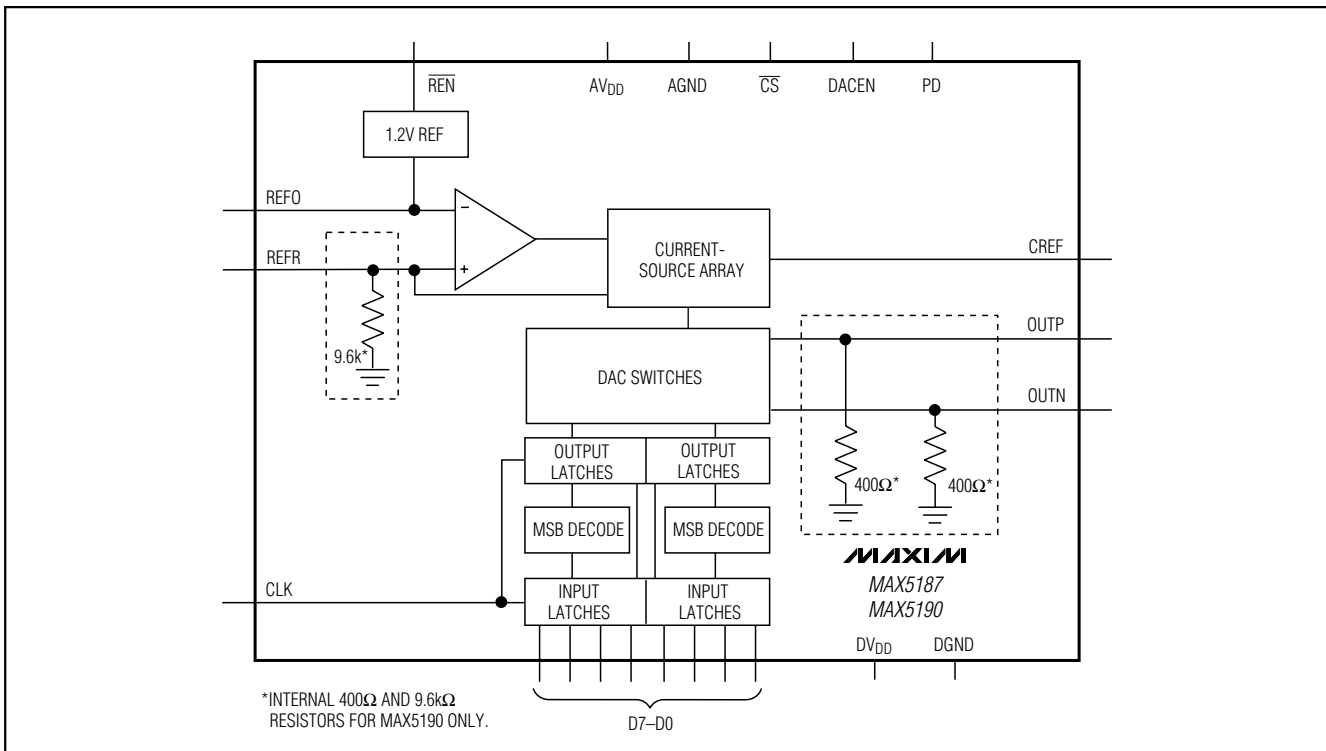 R̅E̅N̅ AVDD AGND C̅S̅ DACEN PD
1.2V REF
REFO
−
REFR
+
CURRENT-
SOURCE ARRAY
CREF
9.6k*
DAC SWITCHES
OUTP
OUTN
OUTPUT
LATCHES
OUTPUT
LATCHES
400Ω* 400Ω*
MSB DECODE
MSB DECODE
MAXIM
MAX5187
MAX5190
CLK
INPUT
LATCHES
INPUT
LATCHES
DVDD DGND
*INTERNAL 400Ω AND 9.6kΩ
RESISTORS FOR MAX5190 ONLY.
D7–D0